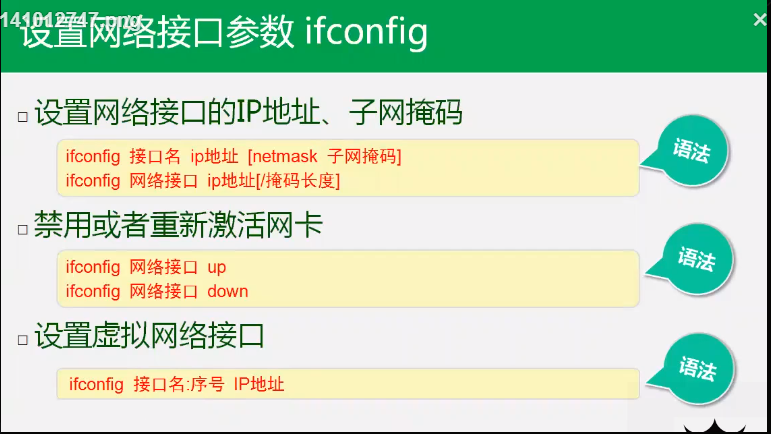 141012747.png
设置网络接口参数 ifconfig
设置网络接口的IP地址、子网掩码
ifconfig 接口名 ip地址 [netmask 子网掩码]
ifconfig 网络接口 ip地址[/掩码长度]
语法
禁用或者重新激活网卡
ifconfig 网络接口 up
ifconfig 网络接口 down
语法
设置虚拟网络接口
ifconfig 接口名:序号 IP地址
语法